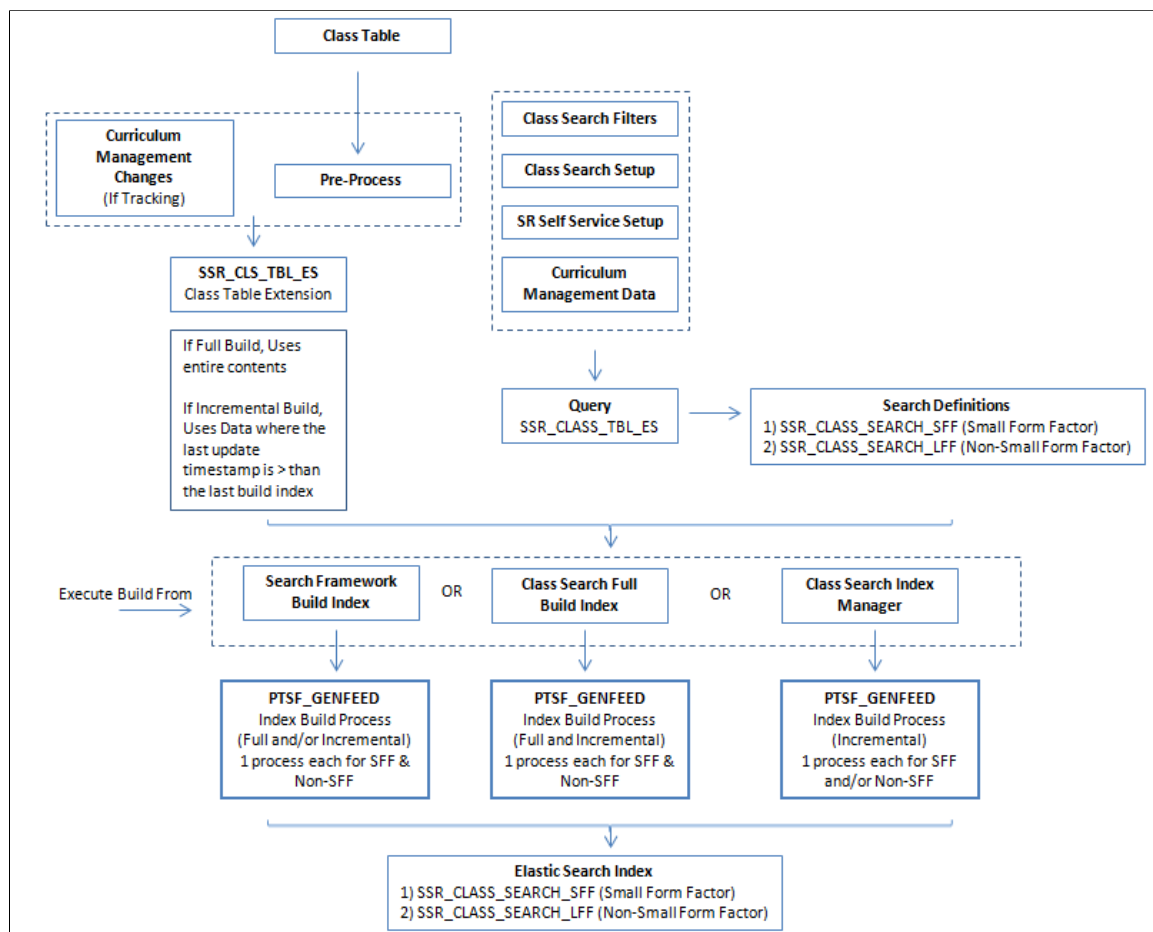 Class Table
Curriculum
Management
Changes
(If Tracking)
Pre-Process
SSR_CLS_TBL_ES
Class Table Extension
If Full Build, Uses
entire contents
If Incremental Build,
Uses Data where the
last update
timestamp is > than
the last build index
Class Search Filters
Class Search Setup
SR Self Service Setup
Curriculum
Management Data
Query
SSR_CLASS_TBL_ES
Search Definitions
1) SSR_CLASS_SEARCH_SFF (Small Form Factor)
2) SSR_CLASS_SEARCH_LFF (Non-Small Form Factor)
Execute Build From
Search Framework
Build Index
OR
Class Search Full
Build Index
OR
Class Search Index
Manager
PTSF_GENFEED
Index Build Process
(Full and/or Incremental)
1 process each for SFF &
Non-SFF
PTSF_GENFEED
Index Build Process
(Full and Incremental)
1 process each for SFF &
Non-SFF
PTSF_GENFEED
Index Build Process
(Incremental)
1 process each for SFF
and/or Non-SFF
Elastic Search Index
1) SSR_CLASS_SEARCH_SFF (Small Form Factor)
2) SSR_CLASS_SEARCH_LFF (Non-Small Form Factor)